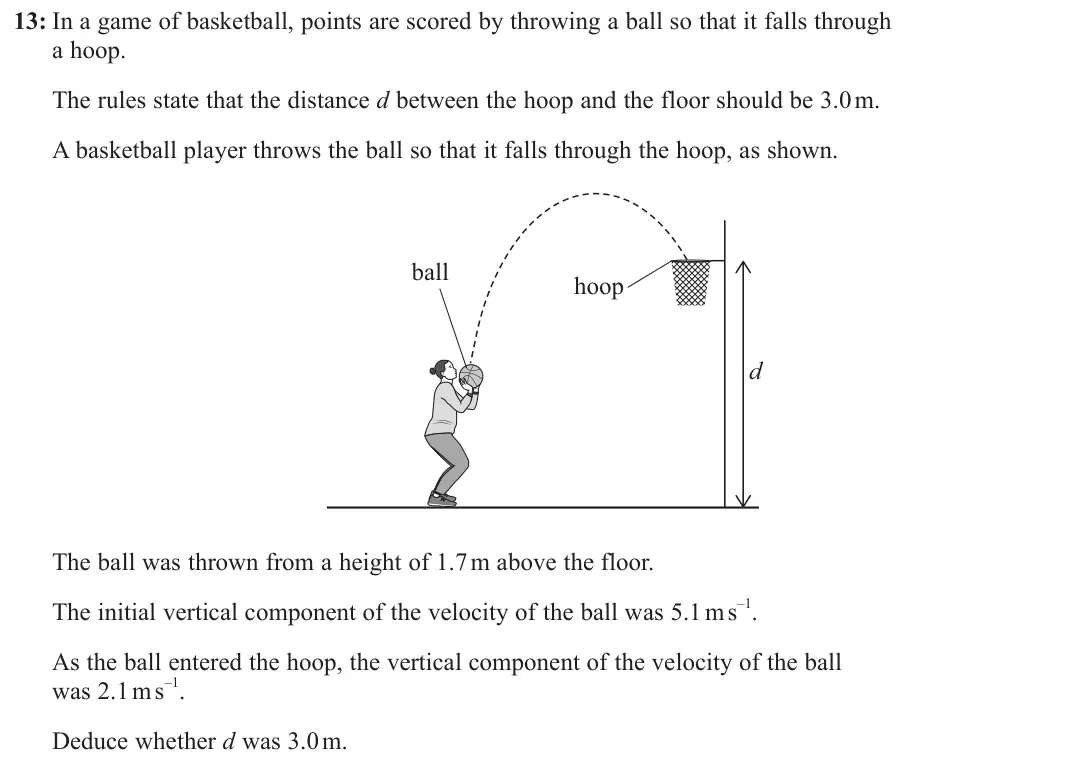 13: In a game of basketball, points are scored by throwing a ball so that it falls through
a hoop.
The rules state that the distance d between the hoop and the floor should be 3.0 m.
A basketball player throws the ball so that it falls through the hoop, as shown.
ball
hoop
d
The ball was thrown from a height of 1.7 m above the floor.
The initial vertical component of the velocity of the ball was 5.1 m s⁻¹.
As the ball entered the hoop, the vertical component of the velocity of the ball
was 2.1 m s⁻¹.
Deduce whether d was 3.0 m.